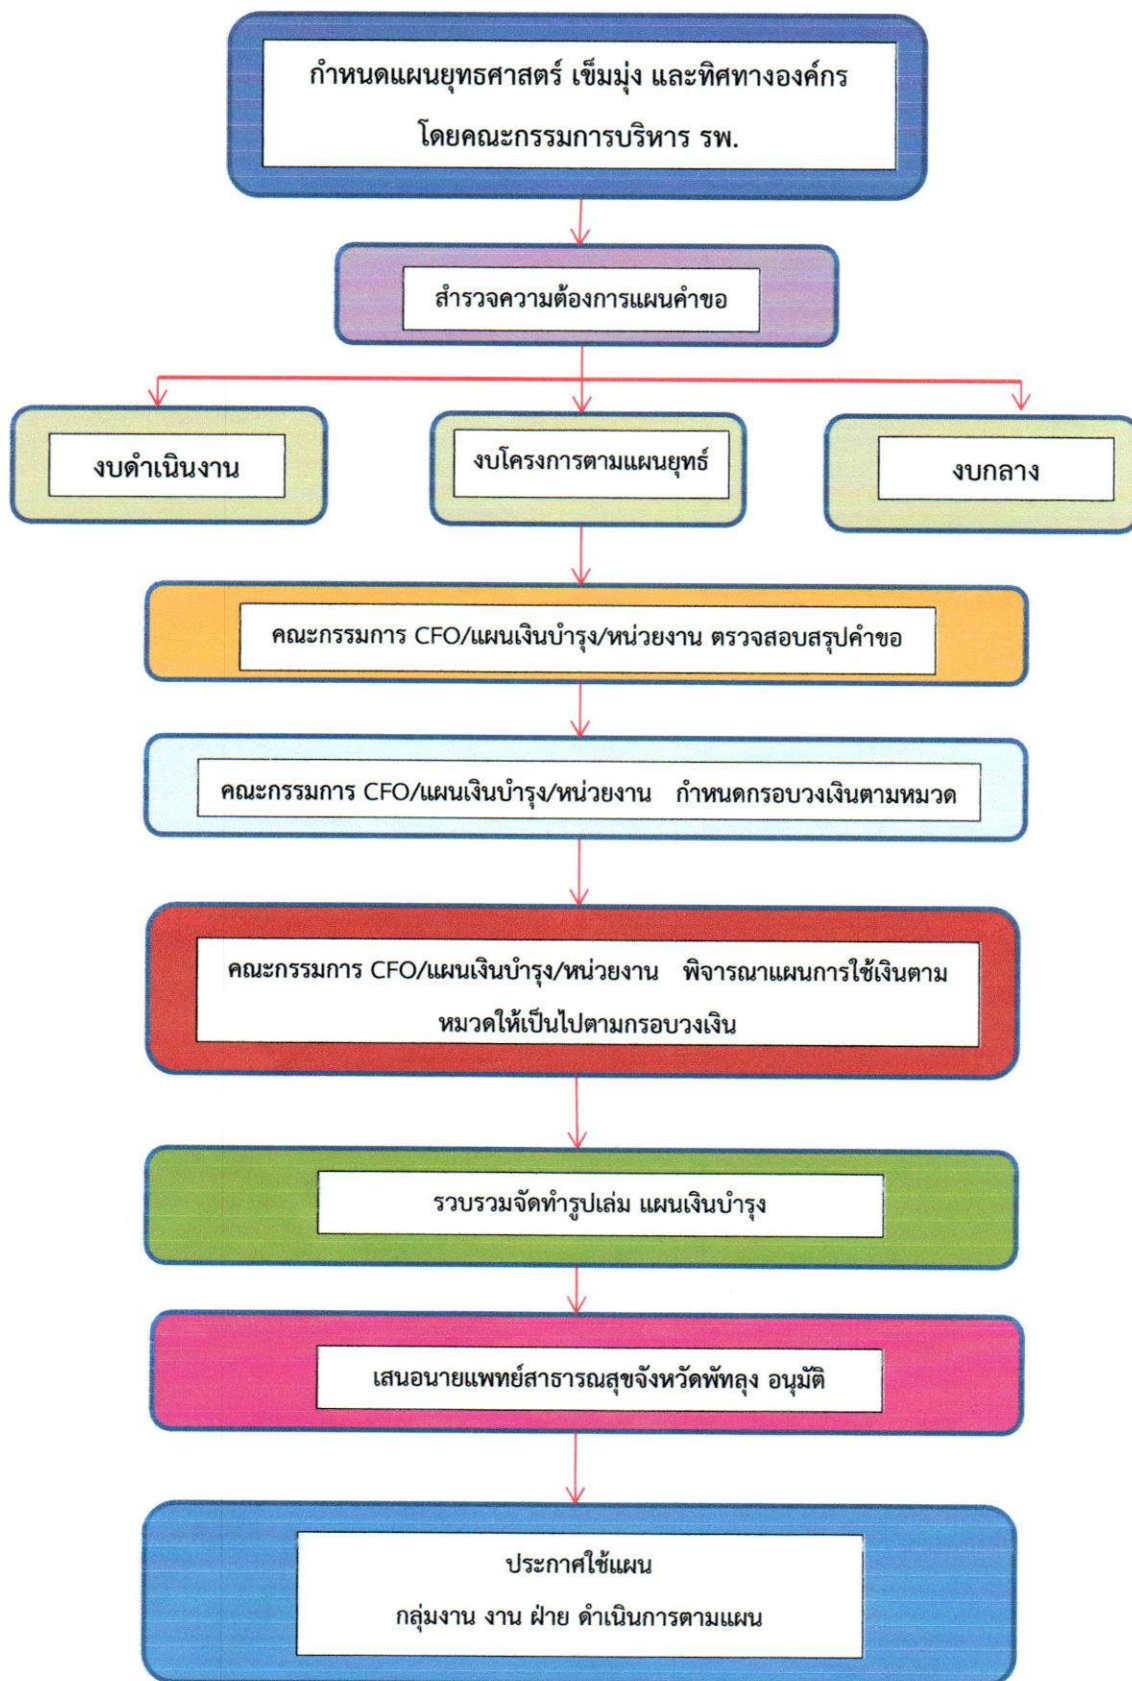 กำหนดแผนยุทธศาสตร์ เข็มมุ่ง และทิศทางองค์กร
โดยคณะกรรมการบริหาร รพ.
สำรวจความต้องการแผนคำขอ
งบดำเนินงาน
งบโครงการตามแผนยุทธ์
งบกลาง
คณะกรรมการ CFO/แผนเงินบำรุง/หน่วยงาน ตรวจสอบสรุปคำขอ
คณะกรรมการ CFO/แผนเงินบำรุง/หน่วยงาน กำหนดกรอบวงเงินตามหมวด
คณะกรรมการ CFO/แผนเงินบำรุง/หน่วยงาน พิจารณาแผนการใช้เงินตาม
หมวดให้เป็นไปตามกรอบวงเงิน
รวบรวมจัดทำรูปเล่ม แผนเงินบำรุง
เสนอนายแพทย์สาธารณสุขจังหวัดพัทลุง อนุมัติ
ประกาศใช้แผน
กลุ่มงาน งาน ฝ่าย ดำเนินการตามแผน